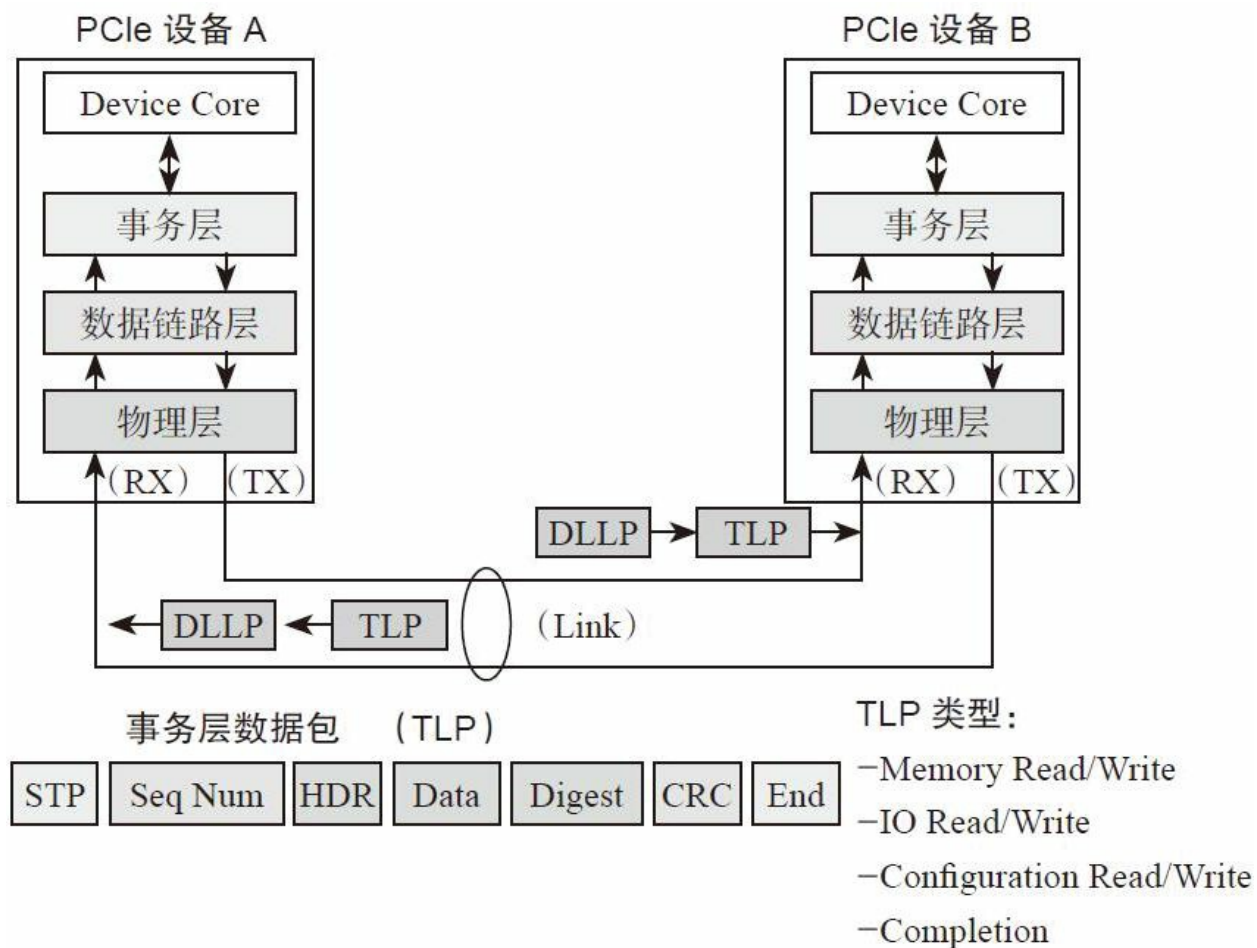 PCIe 设备 A
PCIe 设备 B
Device Core
Device Core
事务层
事务层
数据链路层
数据链路层
物理层
物理层
(RX) (TX)
(RX) (TX)
DLLP
TLP
DLLP
TLP
(Link)
事务层数据包 (TLP)
STP Seq Num HDR Data Digest CRC End
TLP 类型：
-Memory Read/Write
-IO Read/Write
-Configuration Read/Write
-Completion